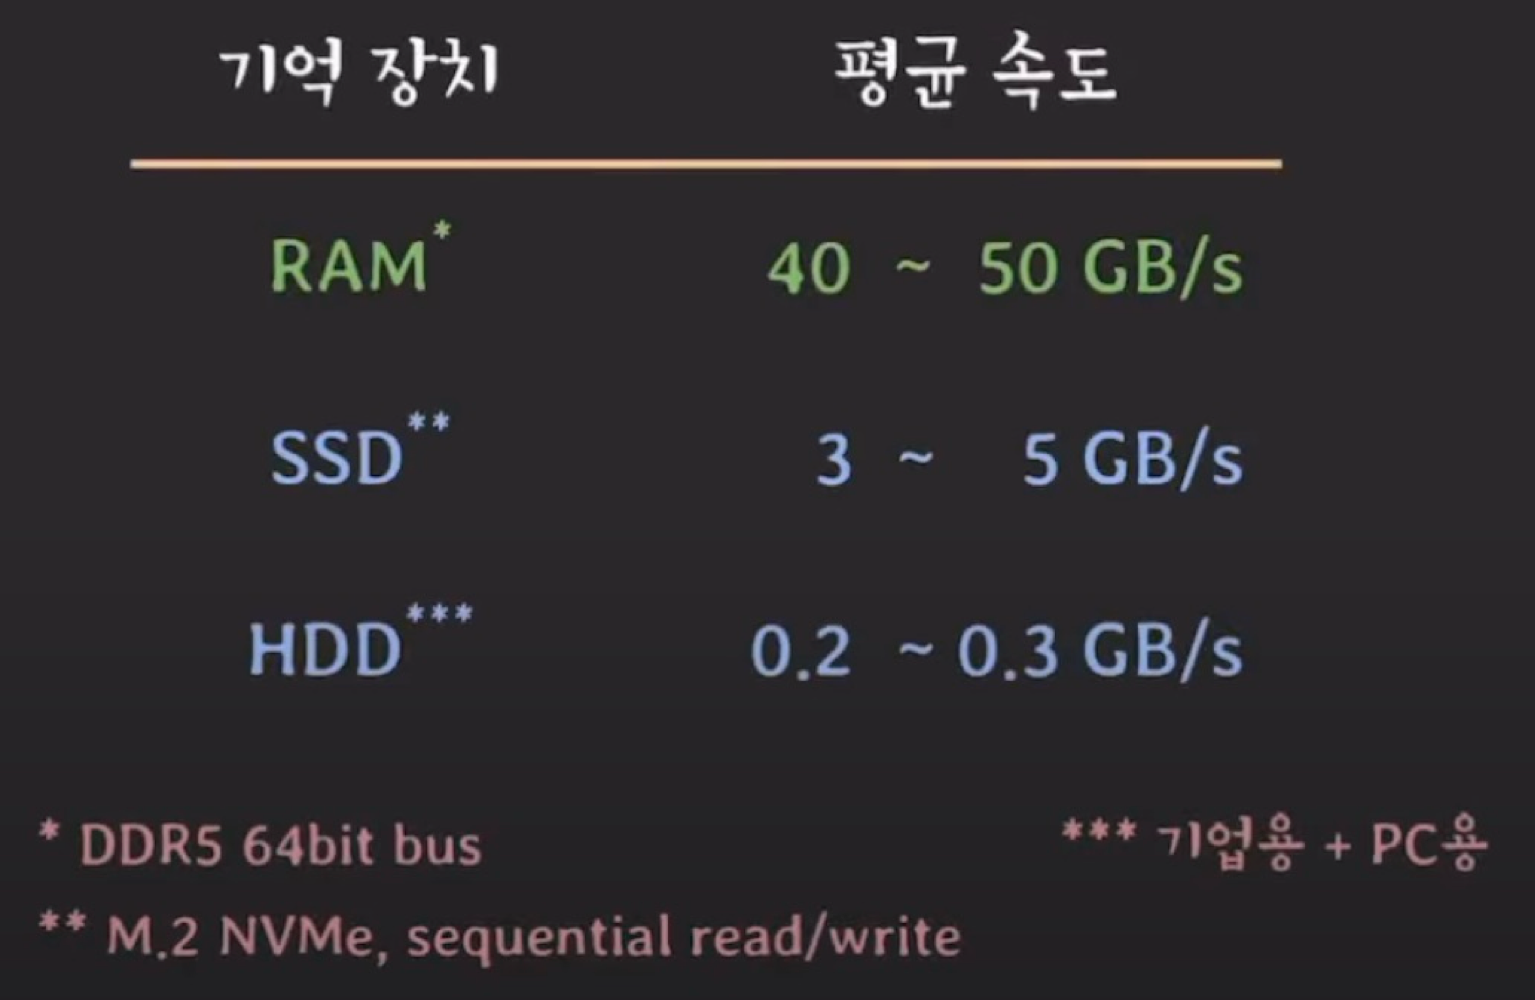 기억 장치 평균 속도
RAM* 40 ~ 50 GB/s
SSD** 3 ~ 5 GB/s
HDD*** 0.2 ~ 0.3 GB/s
* DDR5 64bit bus *** 기업용 + PC용
** M.2 NVMe, sequential read/write